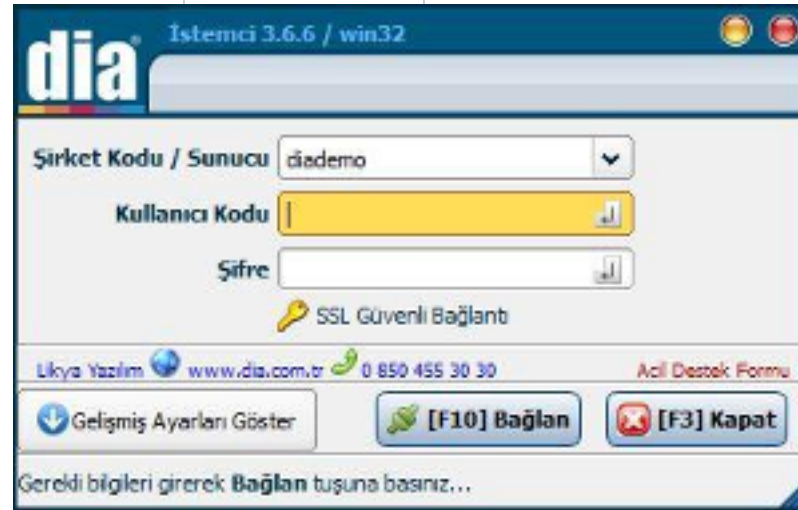 dia
İstemci 3.6.6 / win32
Şirket Kodu / Sunucu diademo
Kullanıcı Kodu
Şifre
SSL Güvenli Bağlantı
Likya Yazılım www.dia.com.tr 0 850 455 30 30 Acil Destek Formu
Gelişmiş Ayarları Göster [F10] Bağlan [F3] Kapat
Gerekli bilgileri girerek Bağlan tuşuna basınız...